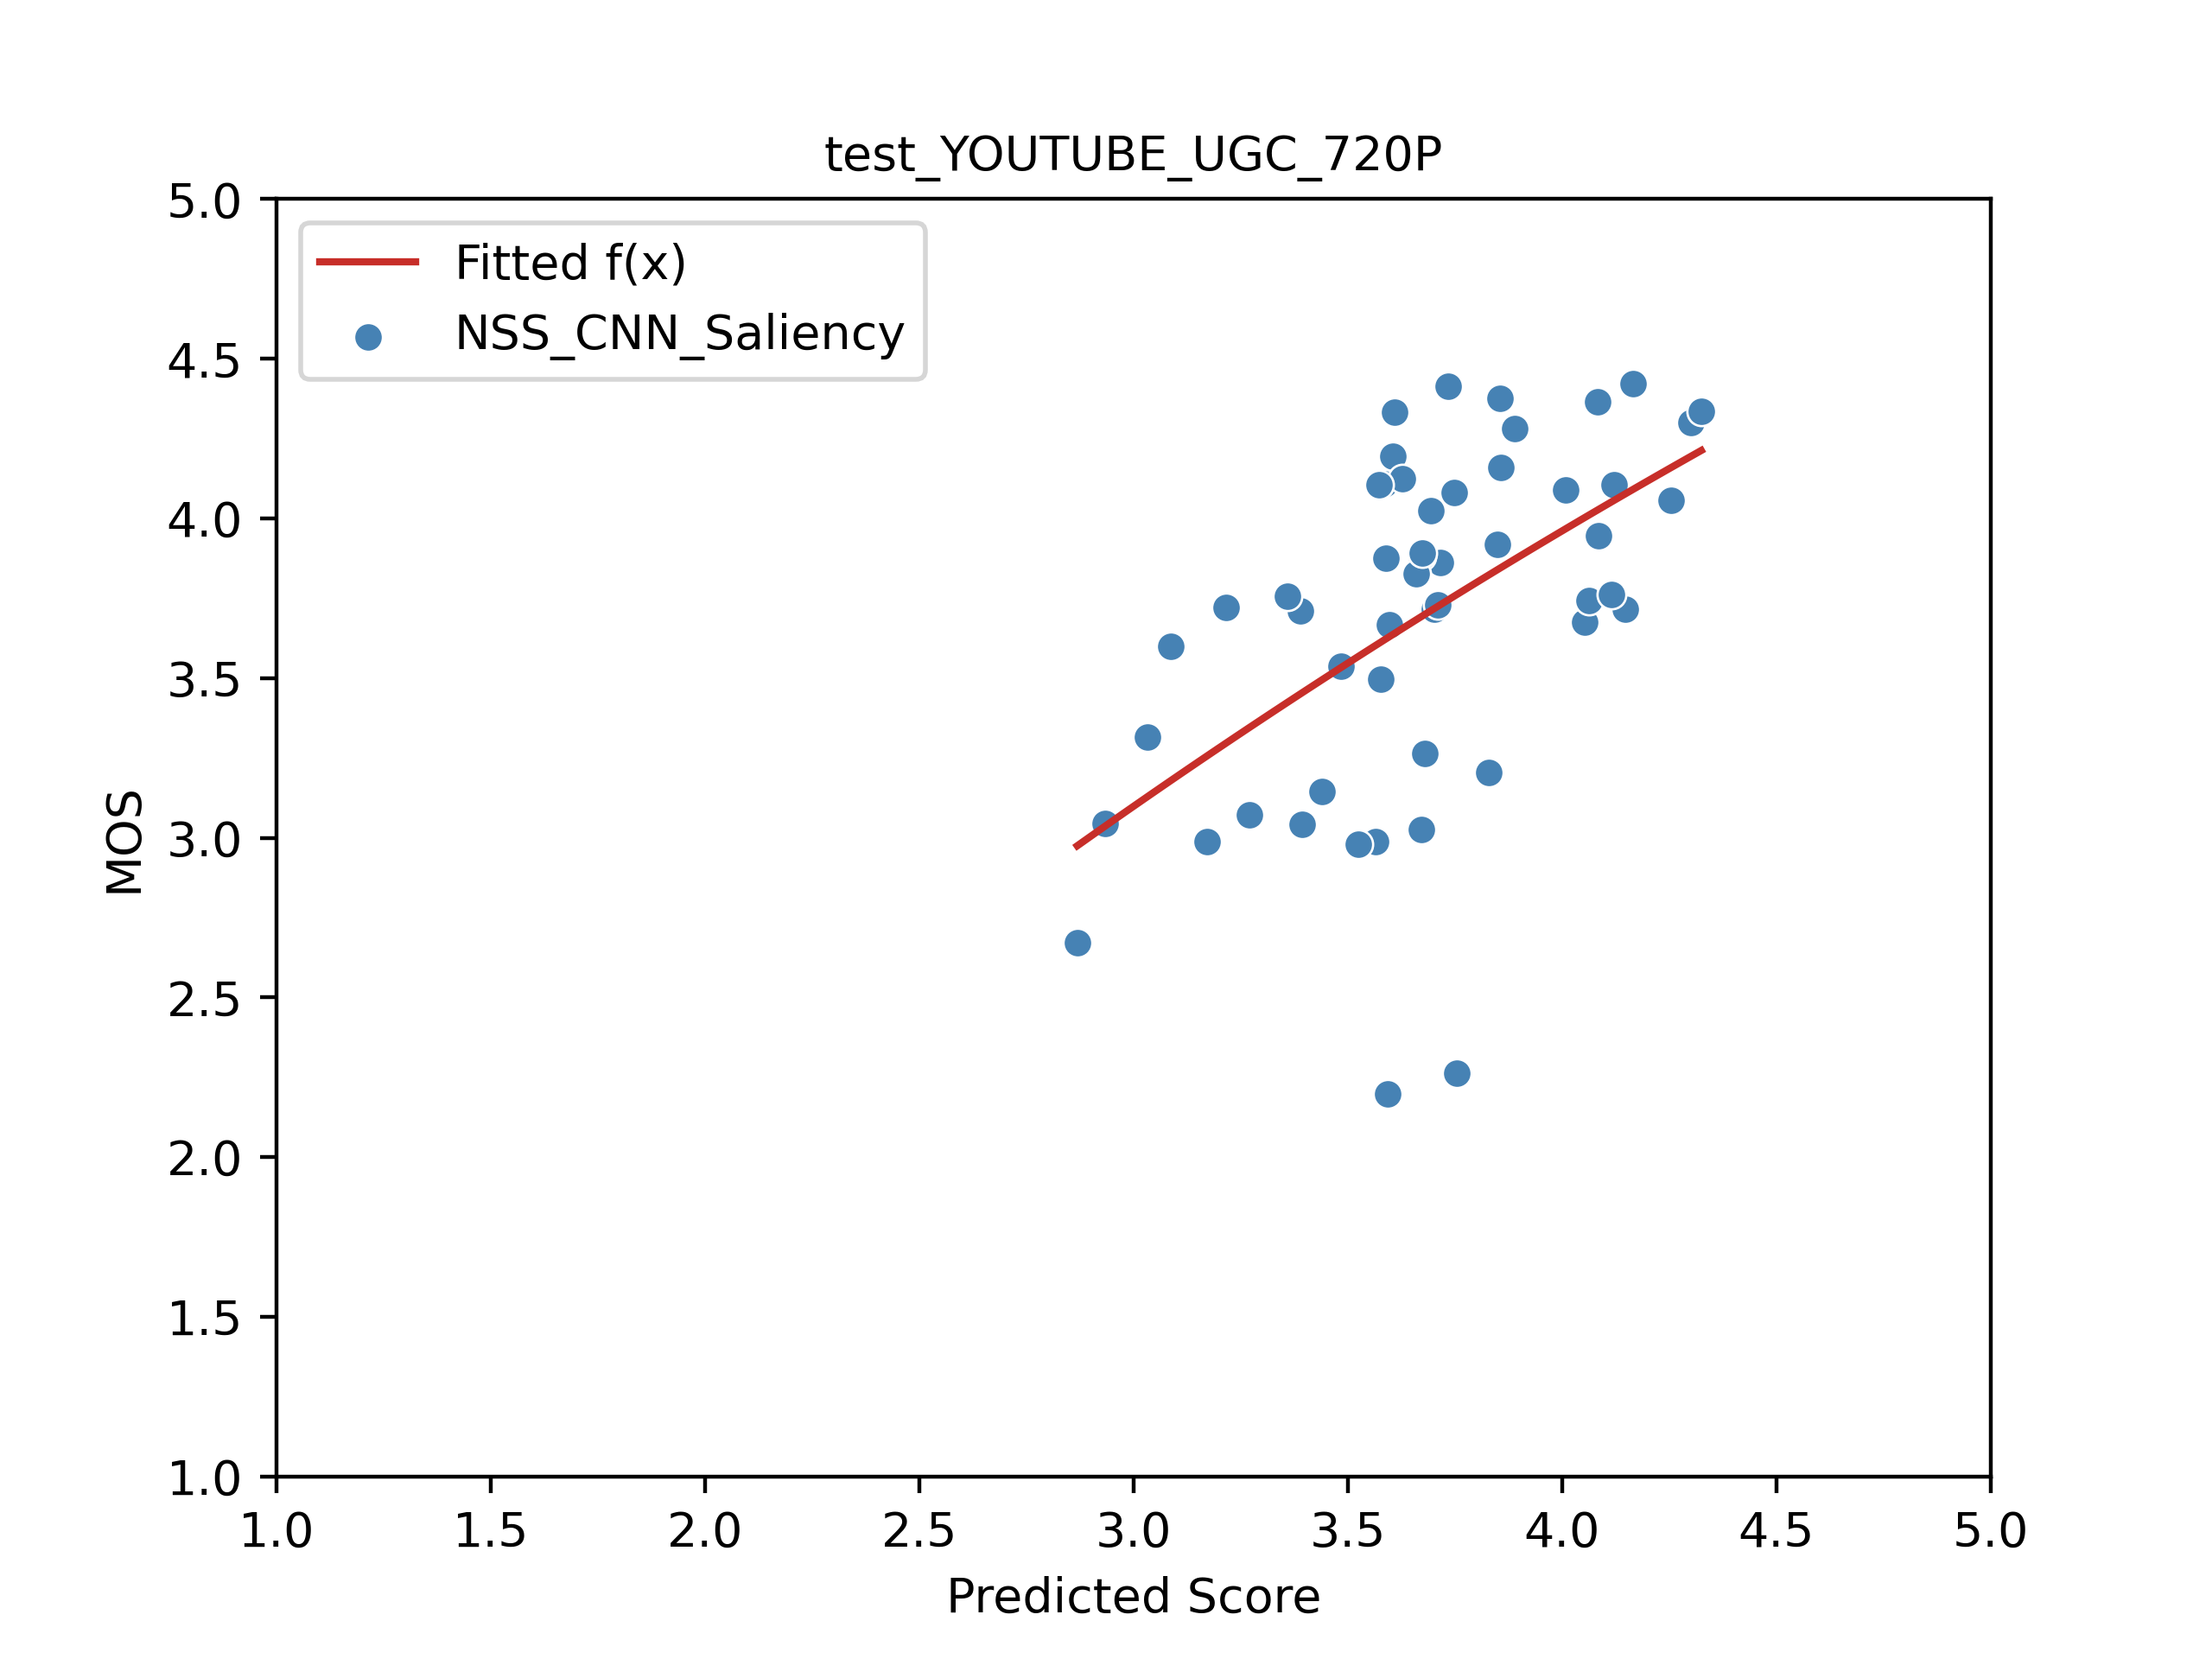 test_YOUTUBE_UGC_720P
Fitted f(x)
NSS_CNN_Saliency
5.0
4.5
4.0
3.5
3.0
2.5
2.0
1.5
1.0
MOS
1.0 1.5 2.0 2.5 3.0 3.5 4.0 4.5 5.0
Predicted Score